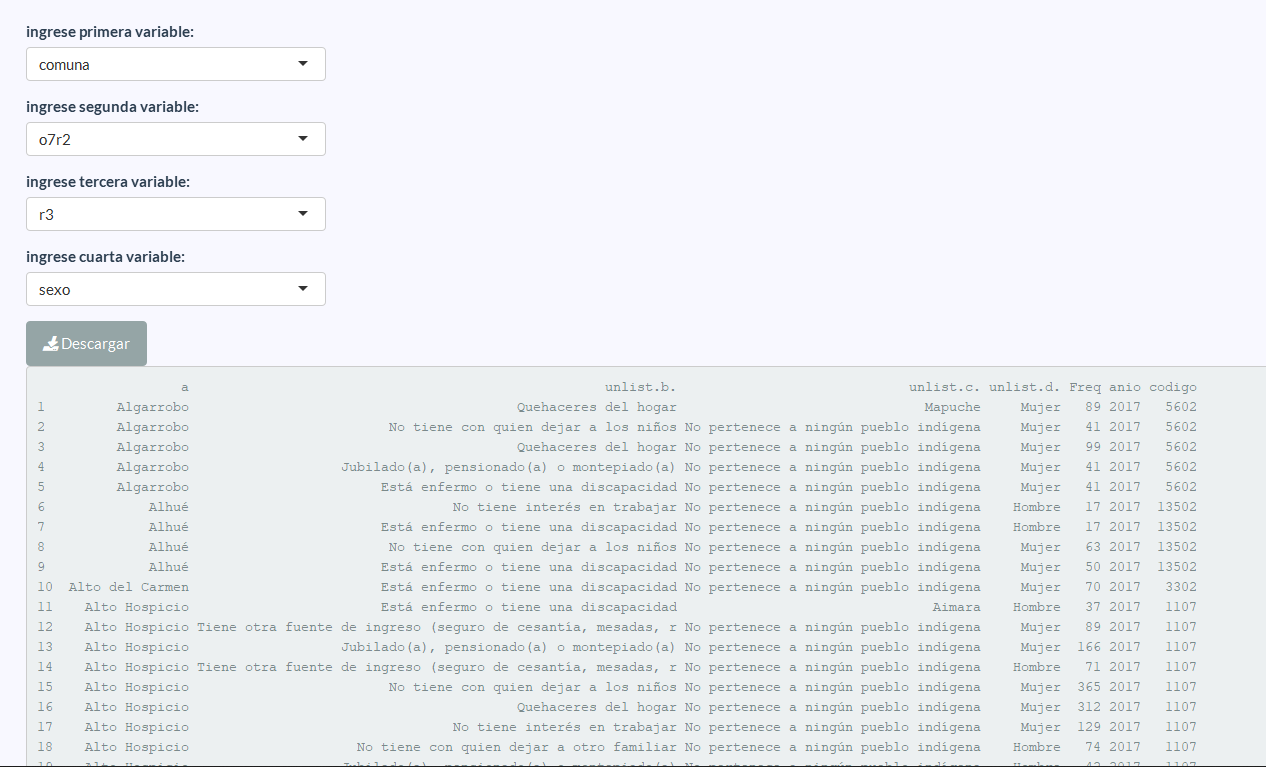 ingrese primera variable:
comuna
ingrese segunda variable:
o7r2
ingrese tercera variable:
r3
ingrese cuarta variable:
sexo
Descargar
a unlist.b. unlist.c. unlist.d. Freq anio codigo
1 Algarrobo Quehaceres del hogar Mapuche Mujer 89 2017 5602
2 Algarrobo No tiene con quien dejar a los niños No pertenece a ningún pueblo indígena Mujer 41 2017 5602
3 Algarrobo Quehaceres del hogar No pertenece a ningún pueblo indígena Mujer 99 2017 5602
4 Algarrobo Jubilado(a), pensionado(a) o montepiado(a) No pertenece a ningún pueblo indígena Mujer 41 2017 5602
5 Algarrobo Está enfermo o tiene una discapacidad No pertenece a ningún pueblo indígena Mujer 41 2017 5602
6 Alhué No tiene interés en trabajar No pertenece a ningún pueblo indígena Hombre 17 2017 13502
7 Alhué Está enfermo o tiene una discapacidad No pertenece a ningún pueblo indígena Hombre 17 2017 13502
8 Alhué No tiene con quien dejar a los niños No pertenece a ningún pueblo indígena Mujer 63 2017 13502
9 Alhué Está enfermo o tiene una discapacidad No pertenece a ningún pueblo indígena Mujer 50 2017 13502
10 Alto del Carmen Está enfermo o tiene una discapacidad No pertenece a ningún pueblo indígena Mujer 70 2017 3302
11 Alto Hospicio Está enfermo o tiene una discapacidad Aimara Hombre 37 2017 1107
12 Alto Hospicio Tiene otra fuente de ingreso (seguro de cesantía, mesadas, r No pertenece a ningún pueblo indígena Mujer 89 2017 1107
13 Alto Hospicio Jubilado(a), pensionado(a) o montepiado(a) No pertenece a ningún pueblo indígena Mujer 166 2017 1107
14 Alto Hospicio Tiene otra fuente de ingreso (seguro de cesantía, mesadas, r No pertenece a ningún pueblo indígena Hombre 71 2017 1107
15 Alto Hospicio No tiene con quien dejar a los niños No pertenece a ningún pueblo indígena Mujer 365 2017 1107
16 Alto Hospicio Quehaceres del hogar No pertenece a ningún pueblo indígena Mujer 312 2017 1107
17 Alto Hospicio No tiene interés en trabajar No pertenece a ningún pueblo indígena Mujer 129 2017 1107
18 Alto Hospicio No tiene con quien dejar a otro familiar No pertenece a ningún pueblo indígena Hombre 74 2017 1107